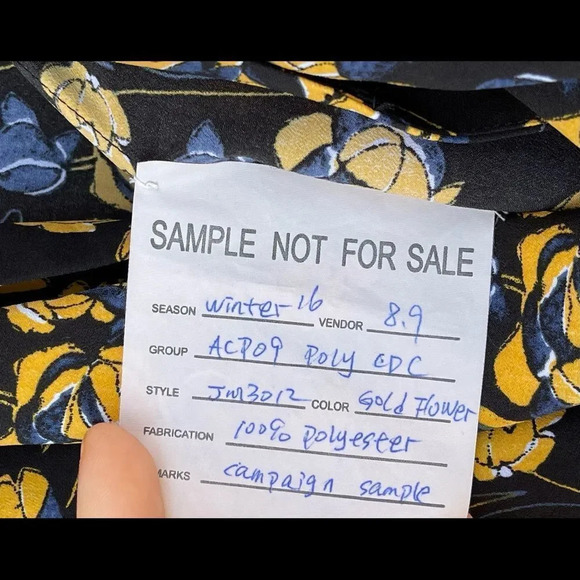 SAMPLE NOT FOR SALE
SEASON Winter 16 VENDOR 8.9
GROUP ACP09 Poly CDC
STYLE JM3012 COLOR Gold Flower
FABRICATION 100% polyester
MARKS campaign sample